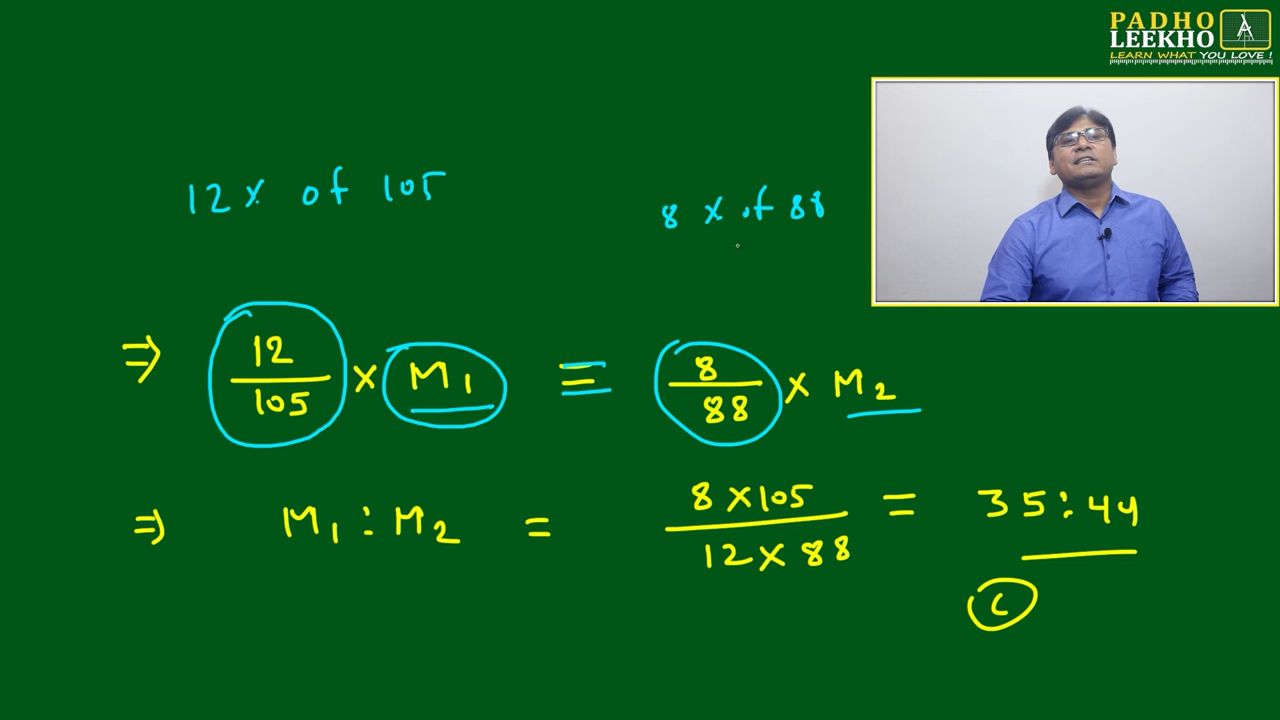 PADHO
LEEKHO
LEARN WHAT YOU LOVE !
12% of 105
8 % of 88
⇒ 12/105 × M₁ ≡ 8/88 × M₂
⇒ M₁ : M₂ = 8×105/12×88 = 35:44
C